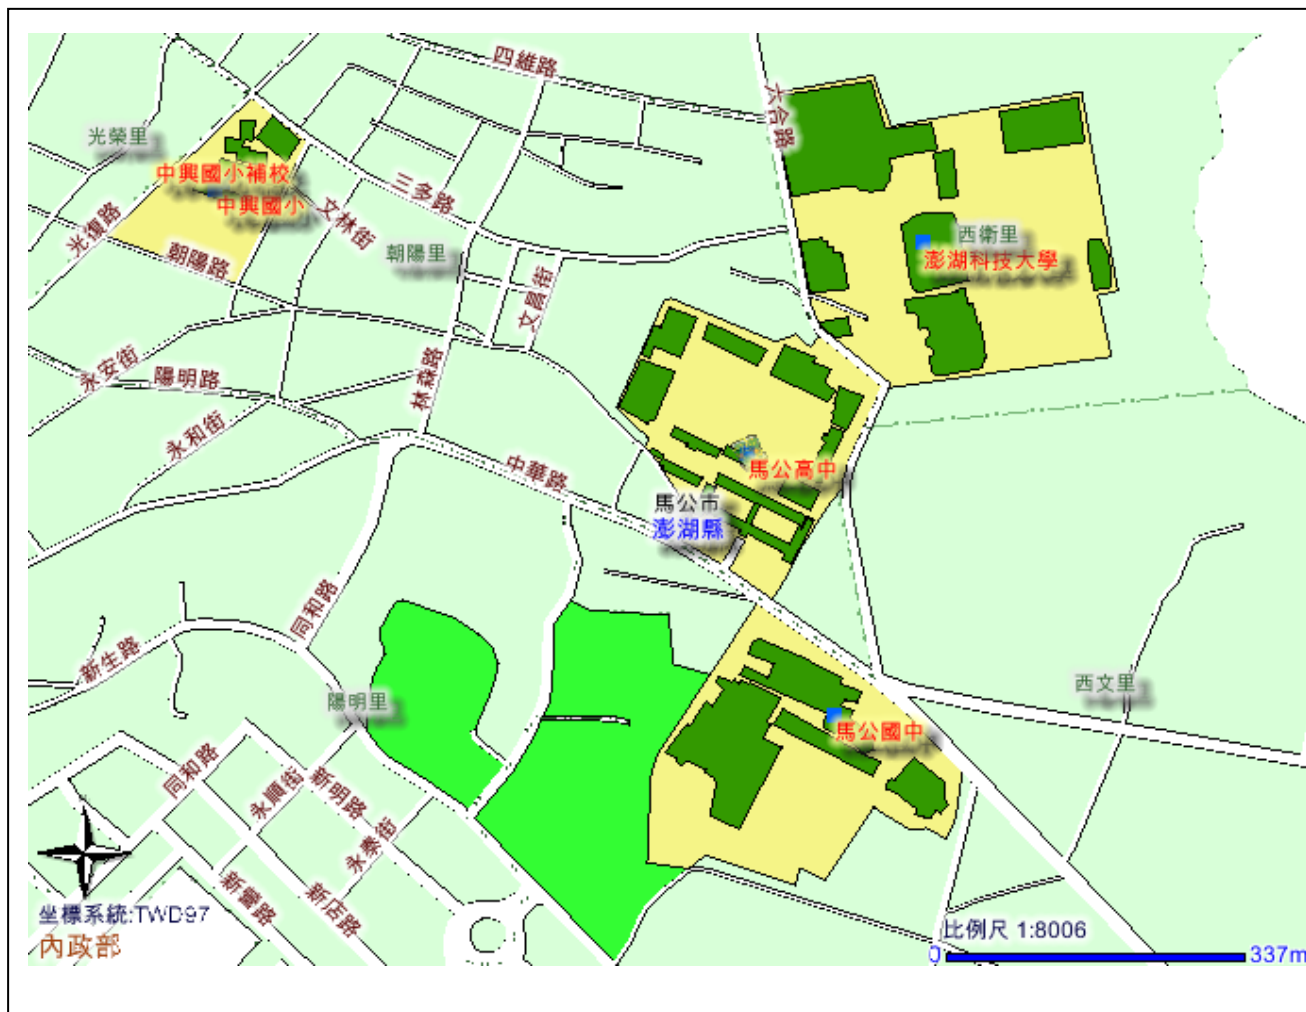 四維路
六合路
光榮里
中興國小補校
中興國小
三多路
文林街
光復路
朝陽路
朝陽里
西衛里
澎湖科技大學
文昌街
永安街
陽明路
林森路
永和街
中華路
馬公高中
馬公市
澎湖縣
同和路
新生路
陽明里
西文里
馬公國中
同和路
永順街
新明路
永泰街
新營路
新店路
坐標系統:TWD97
內政部
比例尺 1:8006
0
337m